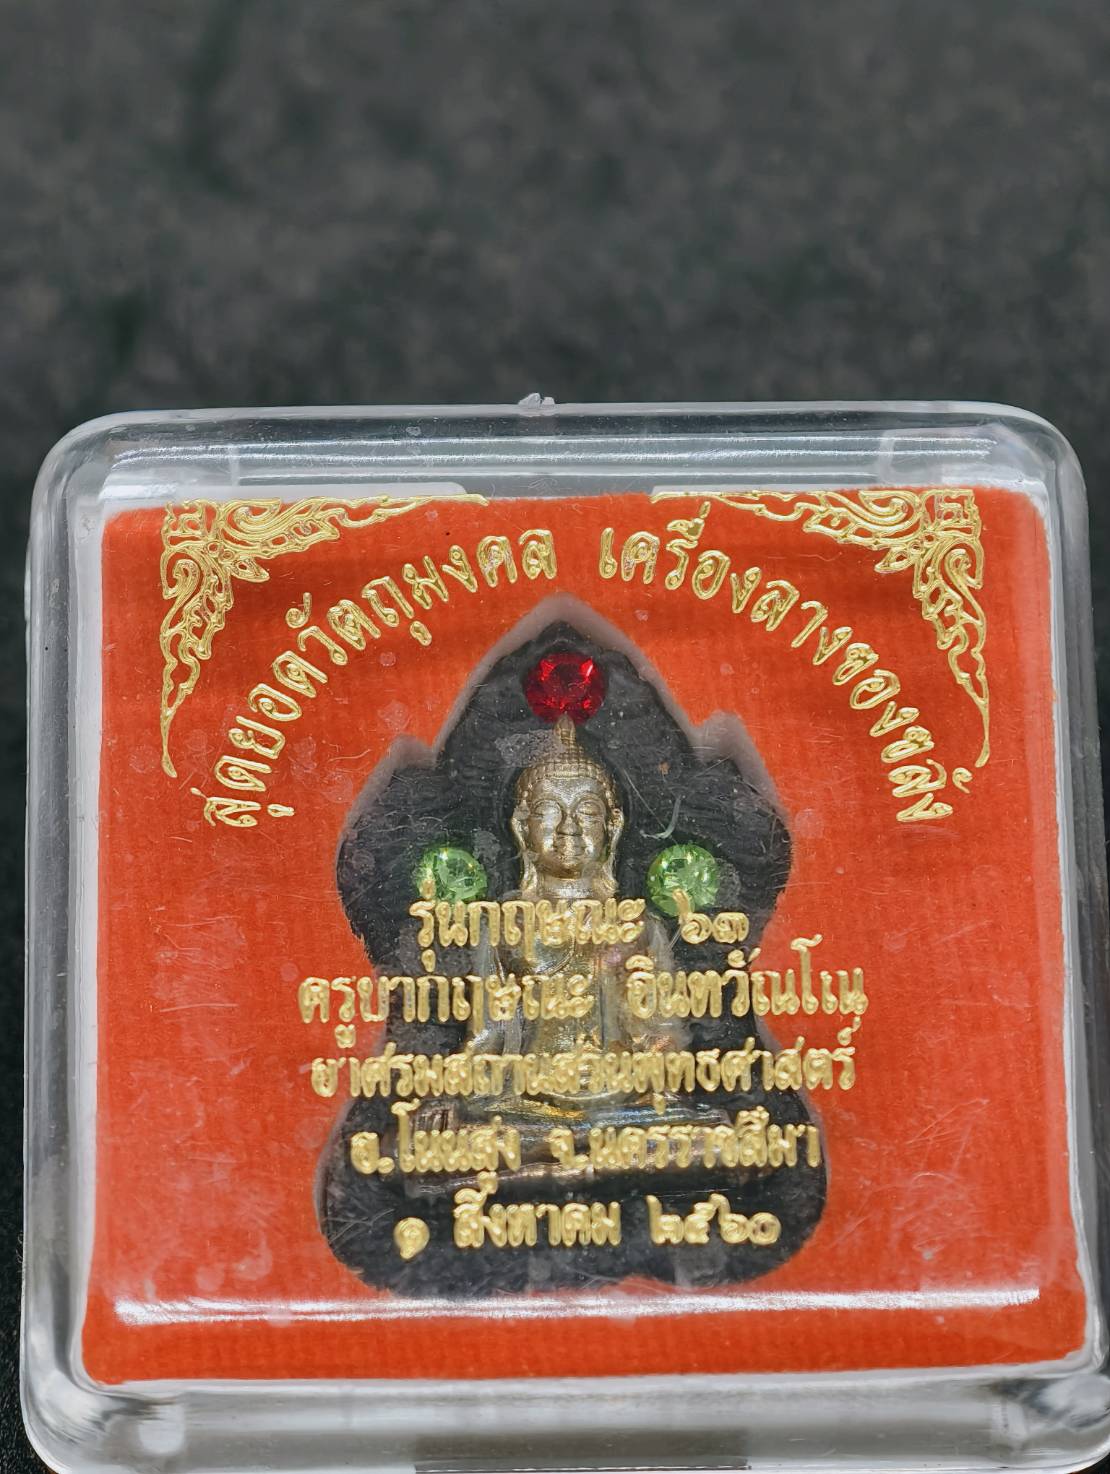 สุดยอดวัตถุมงคล เครื่องลางของขลัง
รุ่นกฤษณะ ๖๓
ครูบากฤษณะ อินทวัณโณ
อาศรมสถานสวนพุทธศาสตร์
อ.โนนสูง จ.นครราชสีมา
๑ สิงหาคม ๒๕๖๐